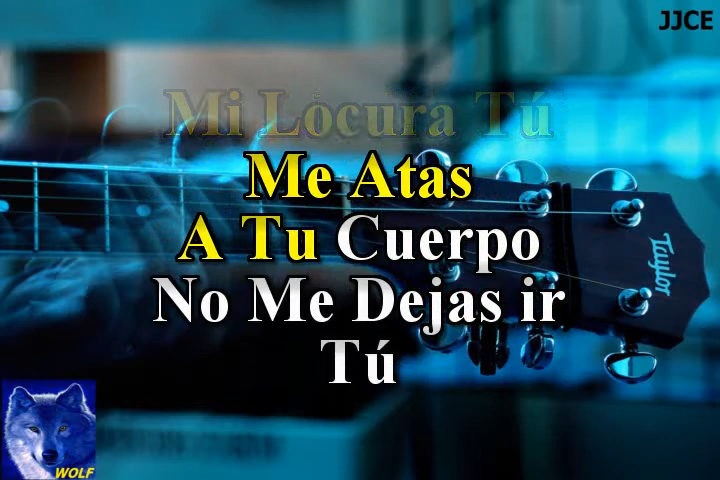 JJCE
Mi Locura Tú
Me Atas
A Tu Cuerpo
No Me Dejas ir
Tú
Taylor
WOLF